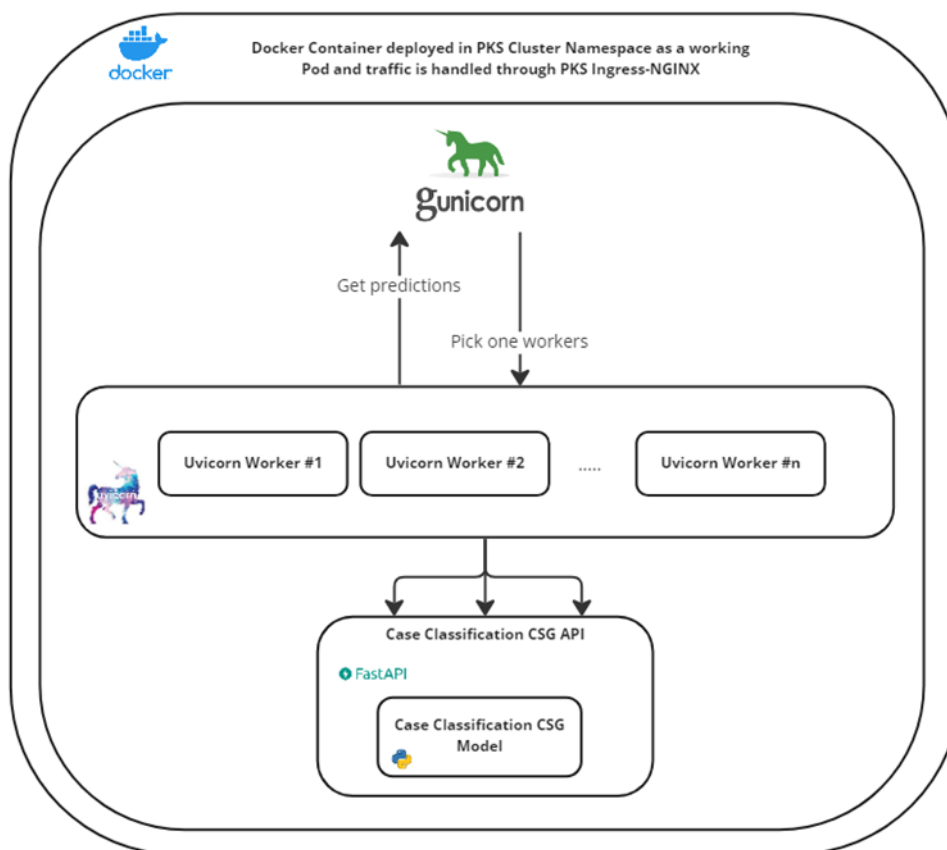 Docker Container deployed in PKS Cluster Namespace as a working
Pod and traffic is handled through PKS Ingress-NGINX
docker
gunicorn
Get predictions
Pick one workers
Uvicorn Worker #1
Uvicorn Worker #2
.....
Uvicorn Worker #n
uvicorn
Case Classification CSG API
FastAPI
Case Classification CSG
Model